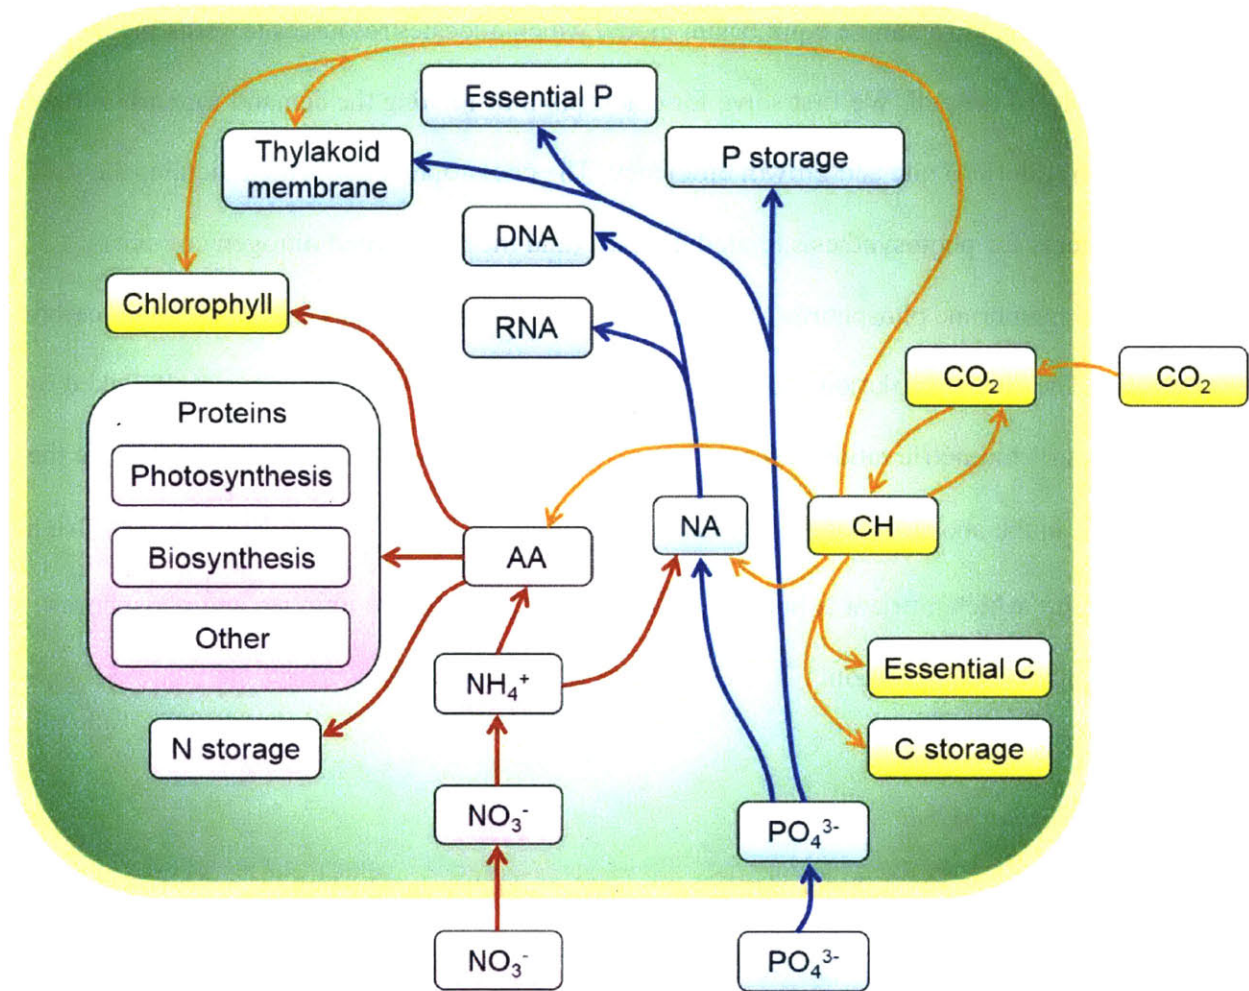 Essential P
P storage
Thylakoid
membrane
DNA
Chlorophyll
RNA
CO₂
CO₂
Proteins
Photosynthesis
Biosynthesis
Other
AA
NA
CH
NH₄⁺
Essential C
N storage
C storage
NO₃⁻
PO₄³⁻
NO₃⁻
PO₄³⁻